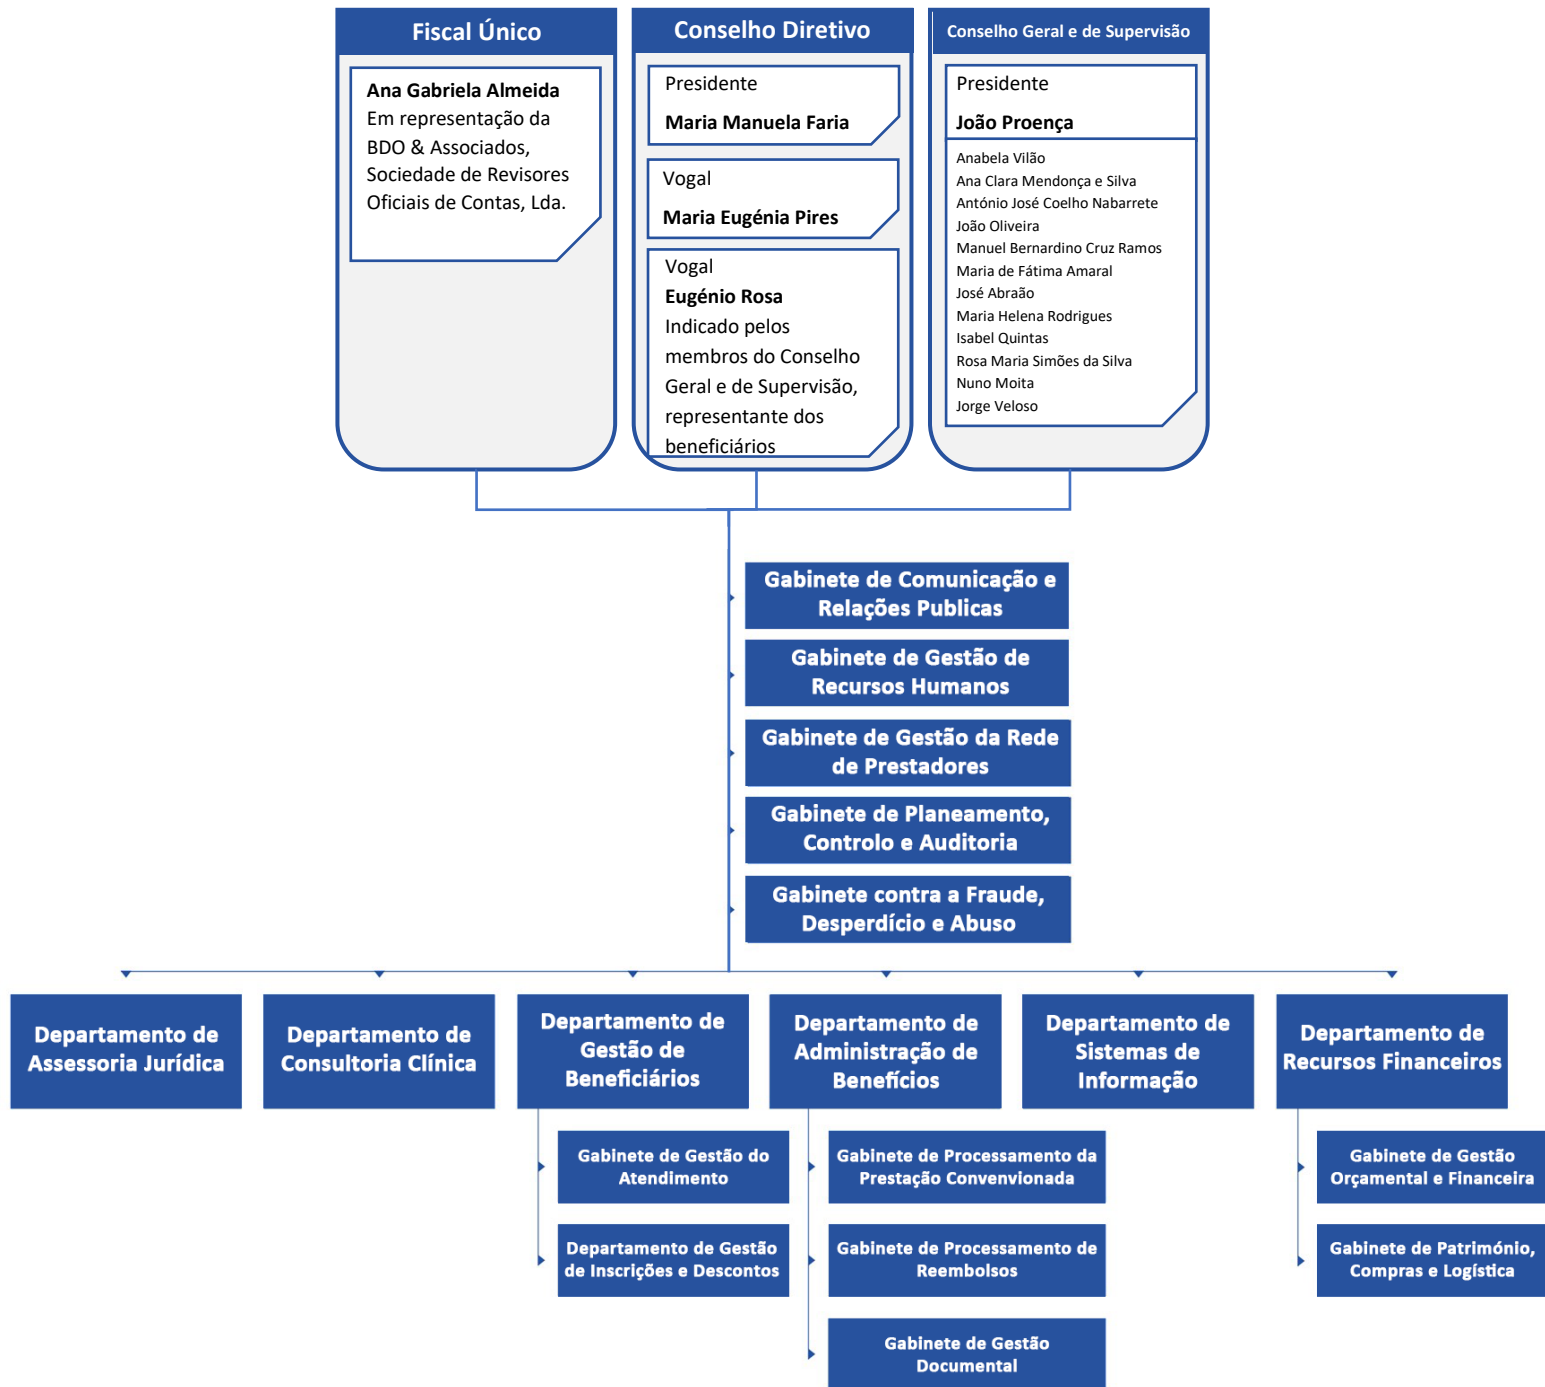 Fiscal Único
Ana Gabriela Almeida
Em representação da
BDO & Associados,
Sociedade de Revisores
Oficiais de Contas, Lda.
Conselho Diretivo
Presidente
Maria Manuela Faria
Vogal
Maria Eugénia Pires
Vogal
Eugénio Rosa
Indicado pelos
membros do Conselho
Geral e de Supervisão,
representante dos
beneficiários
Conselho Geral e de Supervisão
Presidente
João Proença
Anabela Vilão
Ana Clara Mendonça e Silva
António José Coelho Nabarrete
João Oliveira
Manuel Bernardino Cruz Ramos
Maria de Fátima Amaral
José Abraão
Maria Helena Rodrigues
Isabel Quintas
Rosa Maria Simões da Silva
Nuno Moita
Jorge Veloso
Gabinete de Comunicação e
Relações Publicas
Gabinete de Gestão de
Recursos Humanos
Gabinete de Gestão da Rede
de Prestadores
Gabinete de Planeamento,
Controlo e Auditoria
Gabinete contra a Fraude,
Desperdício e Abuso
Departamento de
Assessoria Jurídica
Departamento de
Consultoria Clínica
Departamento de
Gestão de
Beneficiários
Departamento de
Administração de
Benefícios
Departamento de
Sistemas de
Informação
Departamento de
Recursos Financeiros
Gabinete de Gestão do
Atendimento
Departamento de Gestão
de Inscrições e Descontos
Gabinete de Processamento da
Prestação Convenvionada
Gabinete de Processamento de
Reembolsos
Gabinete de Gestão
Documental
Gabinete de Gestão
Orçamental e Financeira
Gabinete de Património,
Compras e Logística